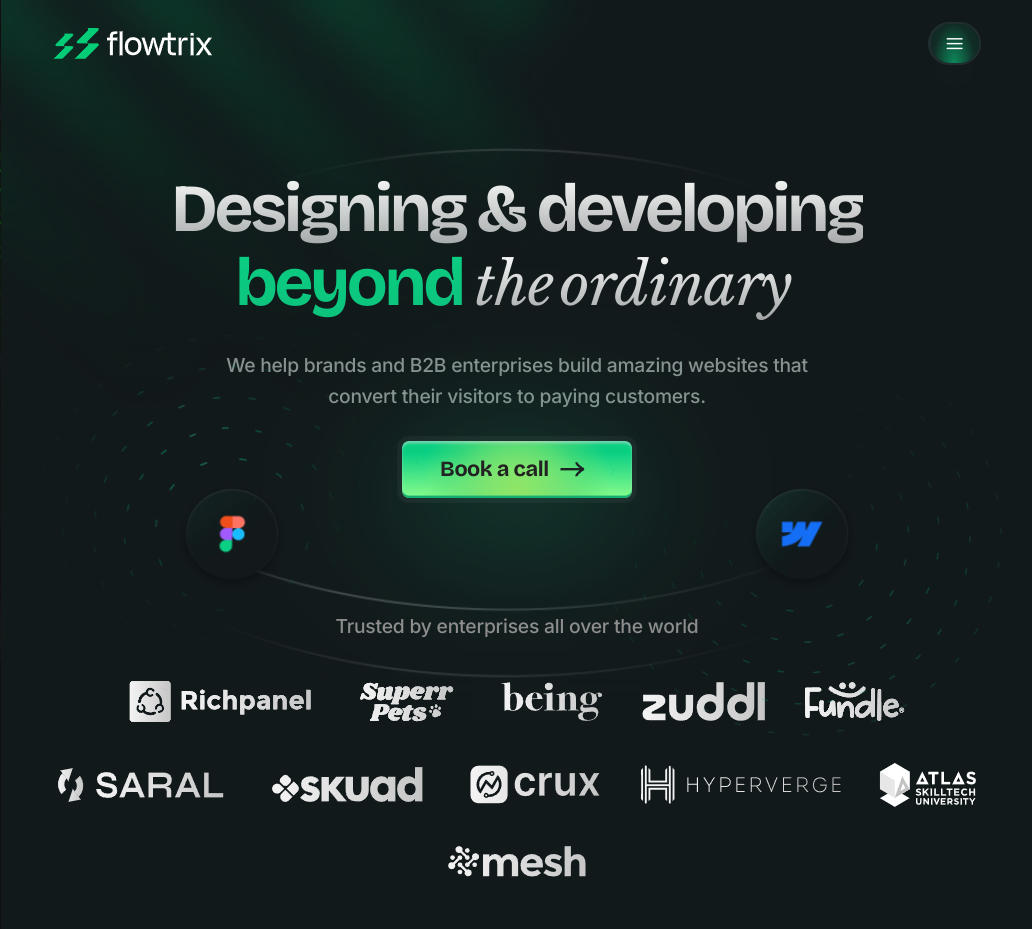 flowtrix
Designing & developing
beyond the ordinary
We help brands and B2B enterprises build amazing websites that
convert their visitors to paying customers.
Book a call
Trusted by enterprises all over the world
Richpanel
Superr
Pets
being
zuddl
Fundle
SARAL
SKUad
crux
HYPERVERGE
ATLAS
SKILLTECH
UNIVERSITY
mesh